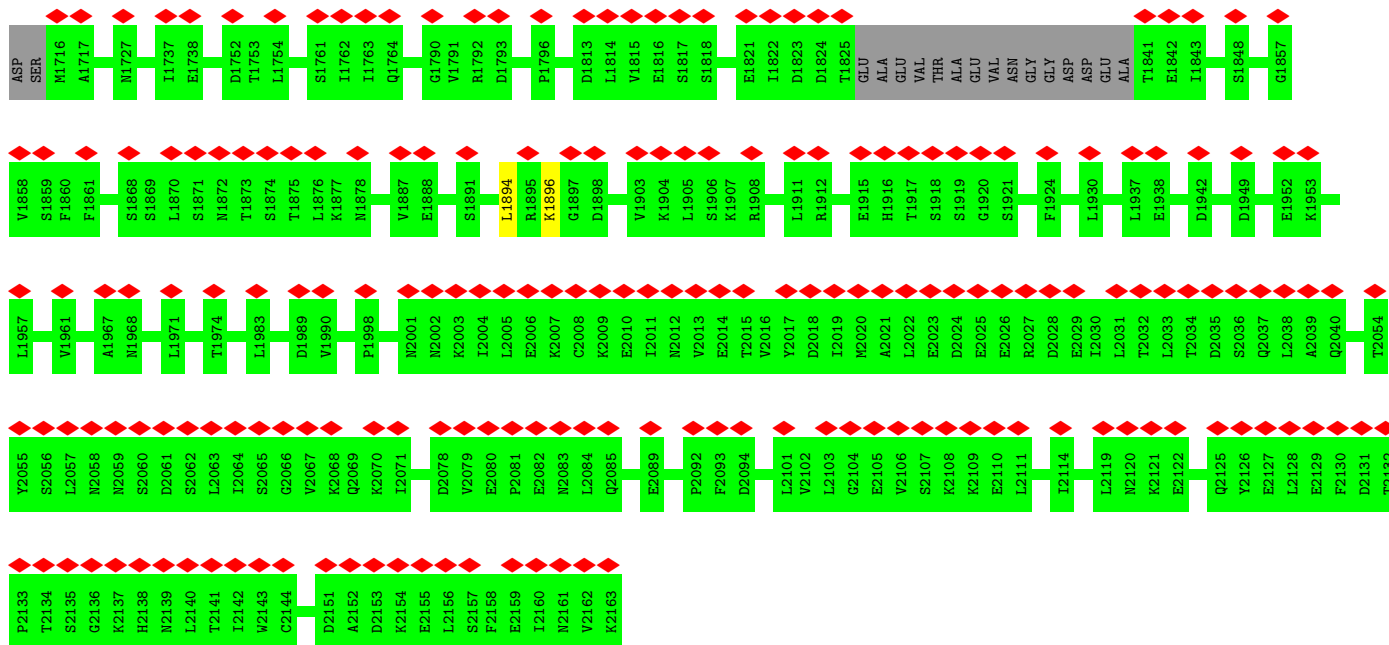 ASP SER M1716 A1717 N1727 I1737 E1738 D1752 T1753 L1754 S1761 I1762 I1763 Q1764 G1790 V1791 R1792 D1793 P1796 D1813 L1814 V1815 E1816 S1817 S1818 E1821 I1822 D1823 D1824 T1825 GLU ALA GLU VAL THR ALA GLU VAL ASN GLY GLY ASP ASP GLU ALA T1841 E1842 I1843 S1848 G1857
V1858 S1859 F1860 F1861 S1868 S1869 L1870 S1871 N1872 T1873 S1874 T1875 L1876 K1877 N1878 V1887 E1888 S1891 L1894 R1895 K1896 G1897 D1898 V1903 K1904 L1905 S1906 K1907 R1908 L1911 R1912 E1915 H1916 T1917 S1918 S1919 G1920 S1921 F1924 L1930 L1937 E1938 D1942 D1949 E1952 K1953
L1957 V1961 A1967 N1968 L1971 T1974 L1983 D1989 V1990 P1998 N2001 N2002 K2003 I2004 L2005 E2006 K2007 C2008 K2009 E2010 I2011 N2012 V2013 E2014 T2015 V2016 Y2017 D2018 I2019 M2020 A2021 L2022 E2023 D2024 E2025 E2026 R2027 D2028 E2029 I2030 L2031 T2032 L2033 T2034 D2035 S2036 Q2037 L2038 A2039 Q2040 T2054
Y2055 S2056 L2057 N2058 N2059 S2060 D2061 S2062 L2063 I2064 S2065 G2066 V2067 K2068 Q2069 K2070 I2071 D2078 V2079 E2080 P2081 E2082 N2083 L2084 Q2085 E2089 P2092 F2093 D2094 L2101 V2102 L2103 G2104 E2105 V2106 S2107 K2108 K2109 E2110 L2111 I2114 L2119 N2120 K2121 E2122 Q2125 Y2126 E2127 L2128 E2129 F2130 D2131 T2132
P2133 T2134 S2135 G2136 K2137 H2138 N2139 L2140 T2141 I2142 W2143 C2144 D2151 A2152 D2153 K2154 E2155 L2156 S2157 F2158 E2159 I2160 N2161 V2162 K2163